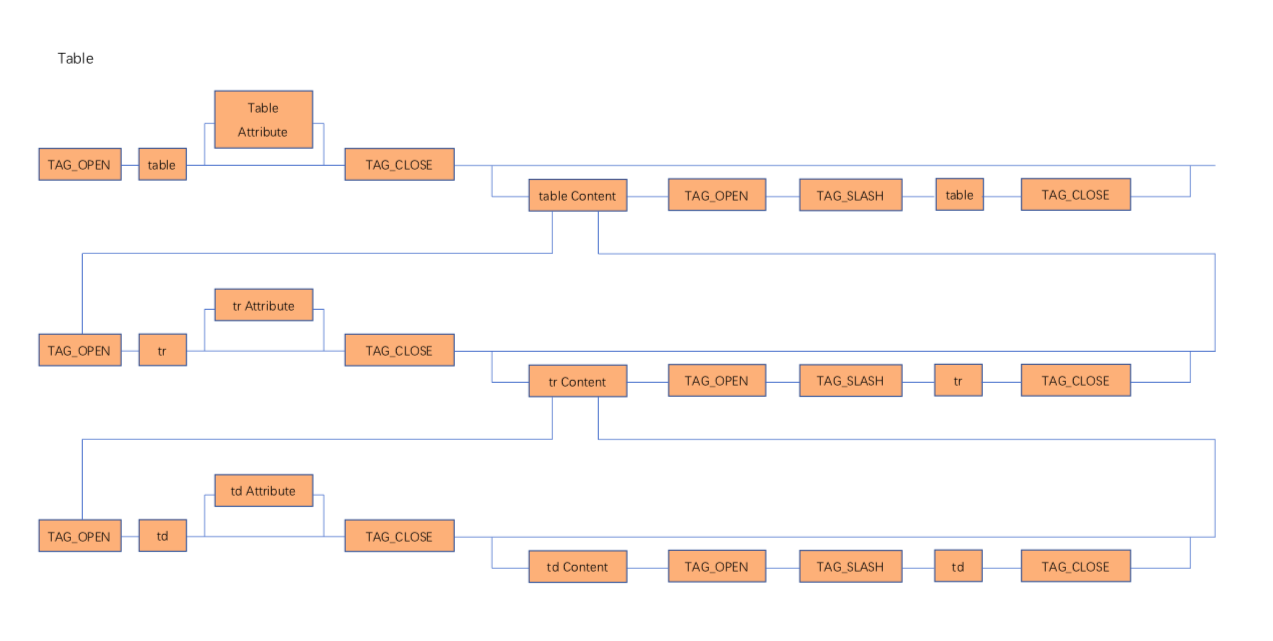 Table
Table
Attribute
TAG_OPEN table TAG_CLOSE
table Content TAG_OPEN TAG_SLASH table TAG_CLOSE
tr Attribute
TAG_OPEN tr TAG_CLOSE
tr Content TAG_OPEN TAG_SLASH tr TAG_CLOSE
td Attribute
TAG_OPEN td TAG_CLOSE
td Content TAG_OPEN TAG_SLASH td TAG_CLOSE